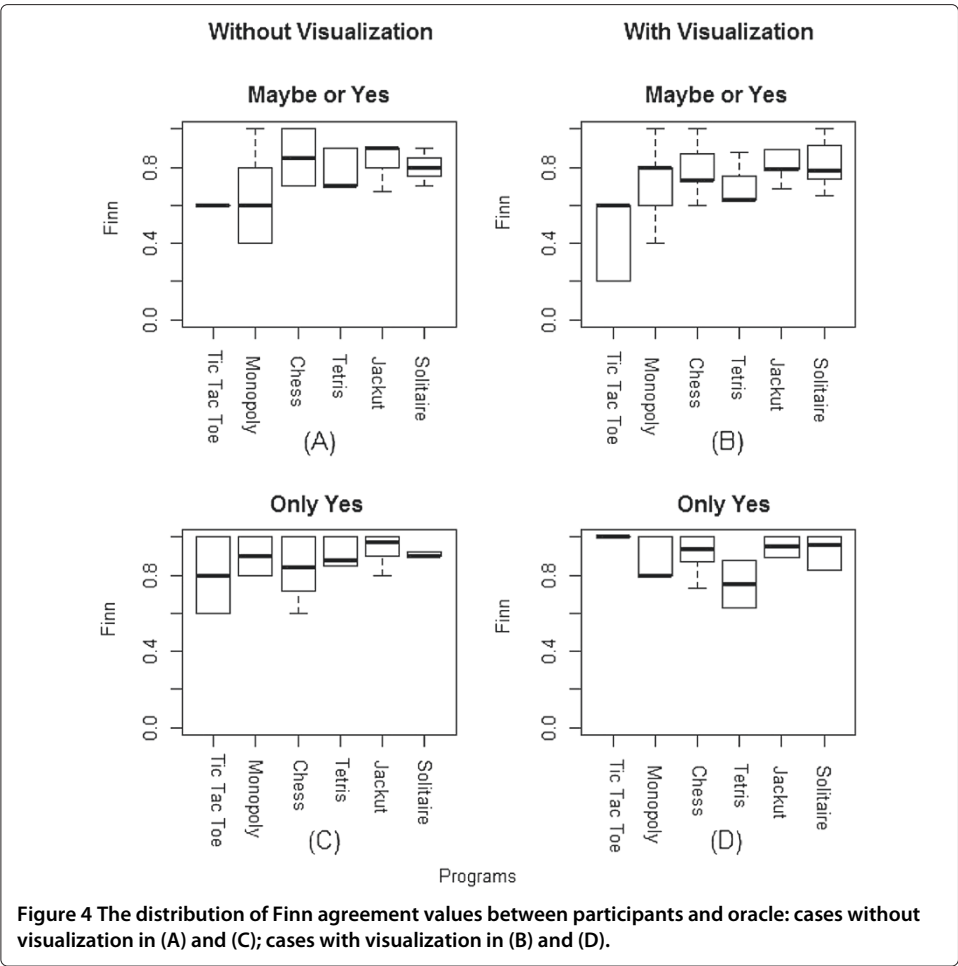 Without Visualization
With Visualization
Maybe or Yes
Maybe or Yes
Finn
0.0 0.4 0.8
Tic Tac Toe
Monopoly
Chess
Tetris
Jackut
Solitaire
(A)
Finn
0.0 0.4 0.8
Tic Tac Toe
Monopoly
Chess
Tetris
Jackut
Solitaire
(B)
Only Yes
Only Yes
Finn
0.0 0.4 0.8
Tic Tac Toe
Monopoly
Chess
Tetris
Jackut
Solitaire
(C)
Finn
0.0 0.4 0.8
Tic Tac Toe
Monopoly
Chess
Tetris
Jackut
Solitaire
(D)
Programs
Figure 4 The distribution of Finn agreement values between participants and oracle: cases without
visualization in (A) and (C); cases with visualization in (B) and (D).